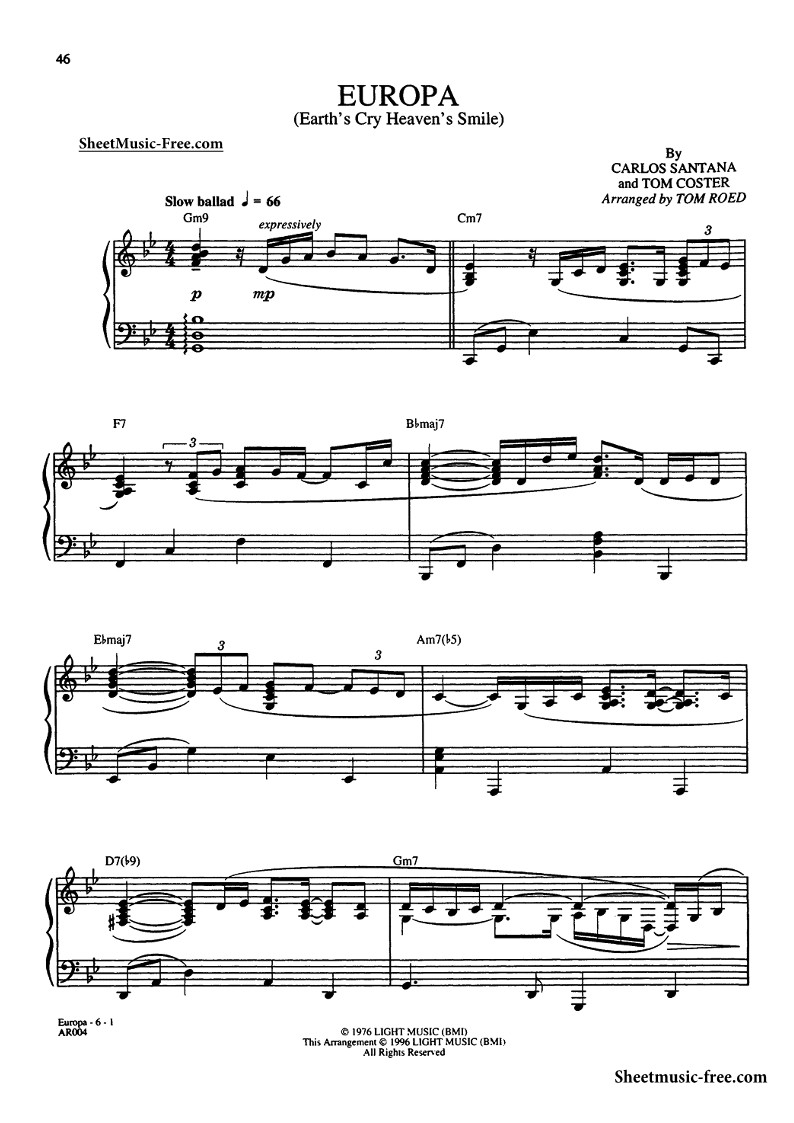 46
EUROPA
(Earth's Cry Heaven's Smile)
SheetMusic-Free.com
By
CARLOS SANTANA
and TOM COSTER
Arranged by TOM ROED
Slow ballad ♩ = 66
Gm9 Cm7
expressively
3
p mp
F7 B♭maj7
3
E♭maj7 Am7(♭5)
3 3
D7(♭9) Gm7
Europa - 6 - 1
AR004
© 1976 LIGHT MUSIC (BMI)
This Arrangement © 1996 LIGHT MUSIC (BMI)
All Rights Reserved
Sheetmusic-free.com